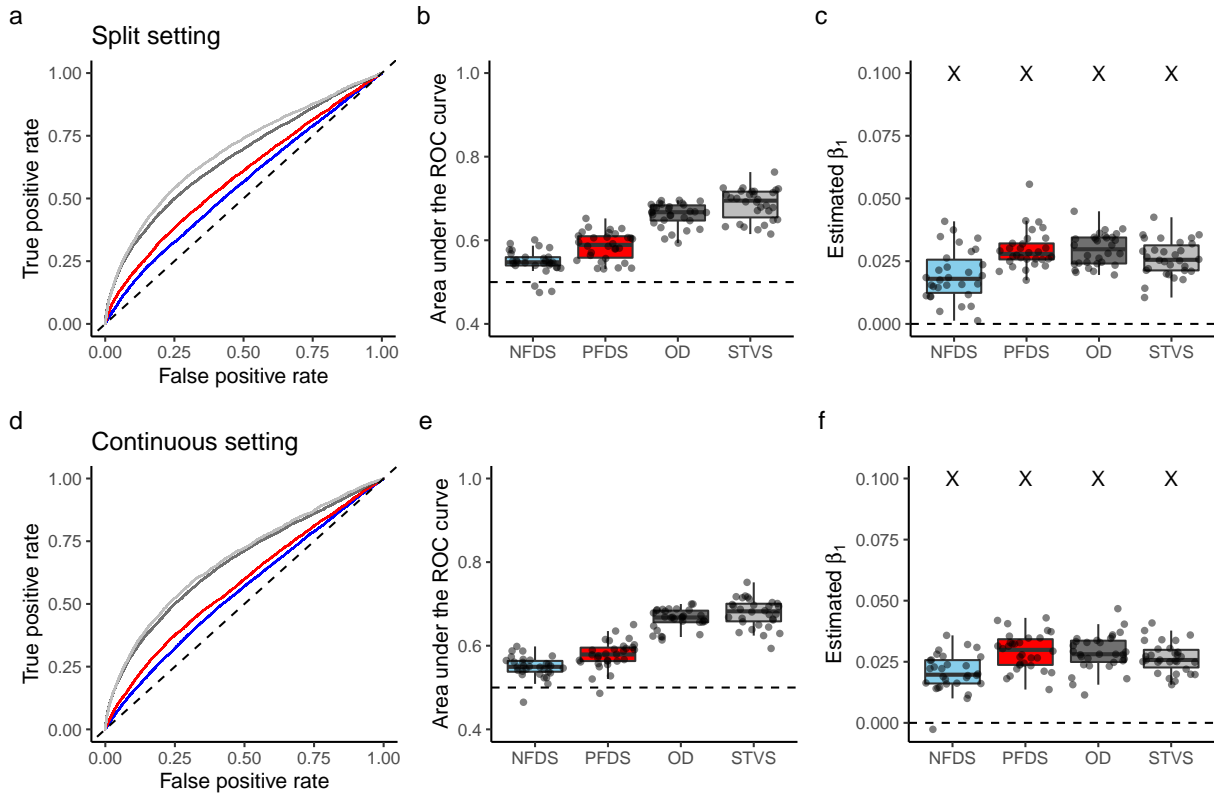 a
Split setting
1.00
0.75
0.50
0.25
0.00
0.00 0.25 0.50 0.75 1.00
False positive rate
True positive rate
b
1.0
0.8
0.6
0.4
NFDS PFDS OD STVS
Area under the ROC curve
c
X X X X
0.100
0.075
0.050
0.025
0.000
NFDS PFDS OD STVS
Estimated β₁
d
Continuous setting
1.00
0.75
0.50
0.25
0.00
0.00 0.25 0.50 0.75 1.00
False positive rate
True positive rate
e
1.0
0.8
0.6
0.4
NFDS PFDS OD STVS
Area under the ROC curve
f
X X X X
0.100
0.075
0.050
0.025
0.000
NFDS PFDS OD STVS
Estimated β₁